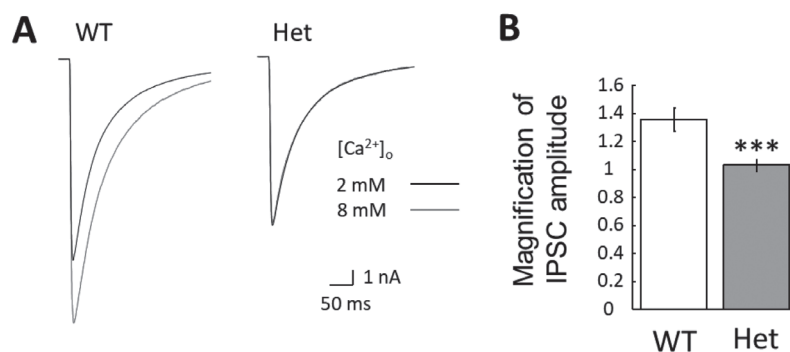 A
WT
Het
[Ca²⁺]ₒ
2 mM
8 mM
1 nA
50 ms
B
Magnification of
IPSC amplitude
1.6
1.4
1.2
1
0.8
0.6
0.4
0.2
0
***
WT
Het